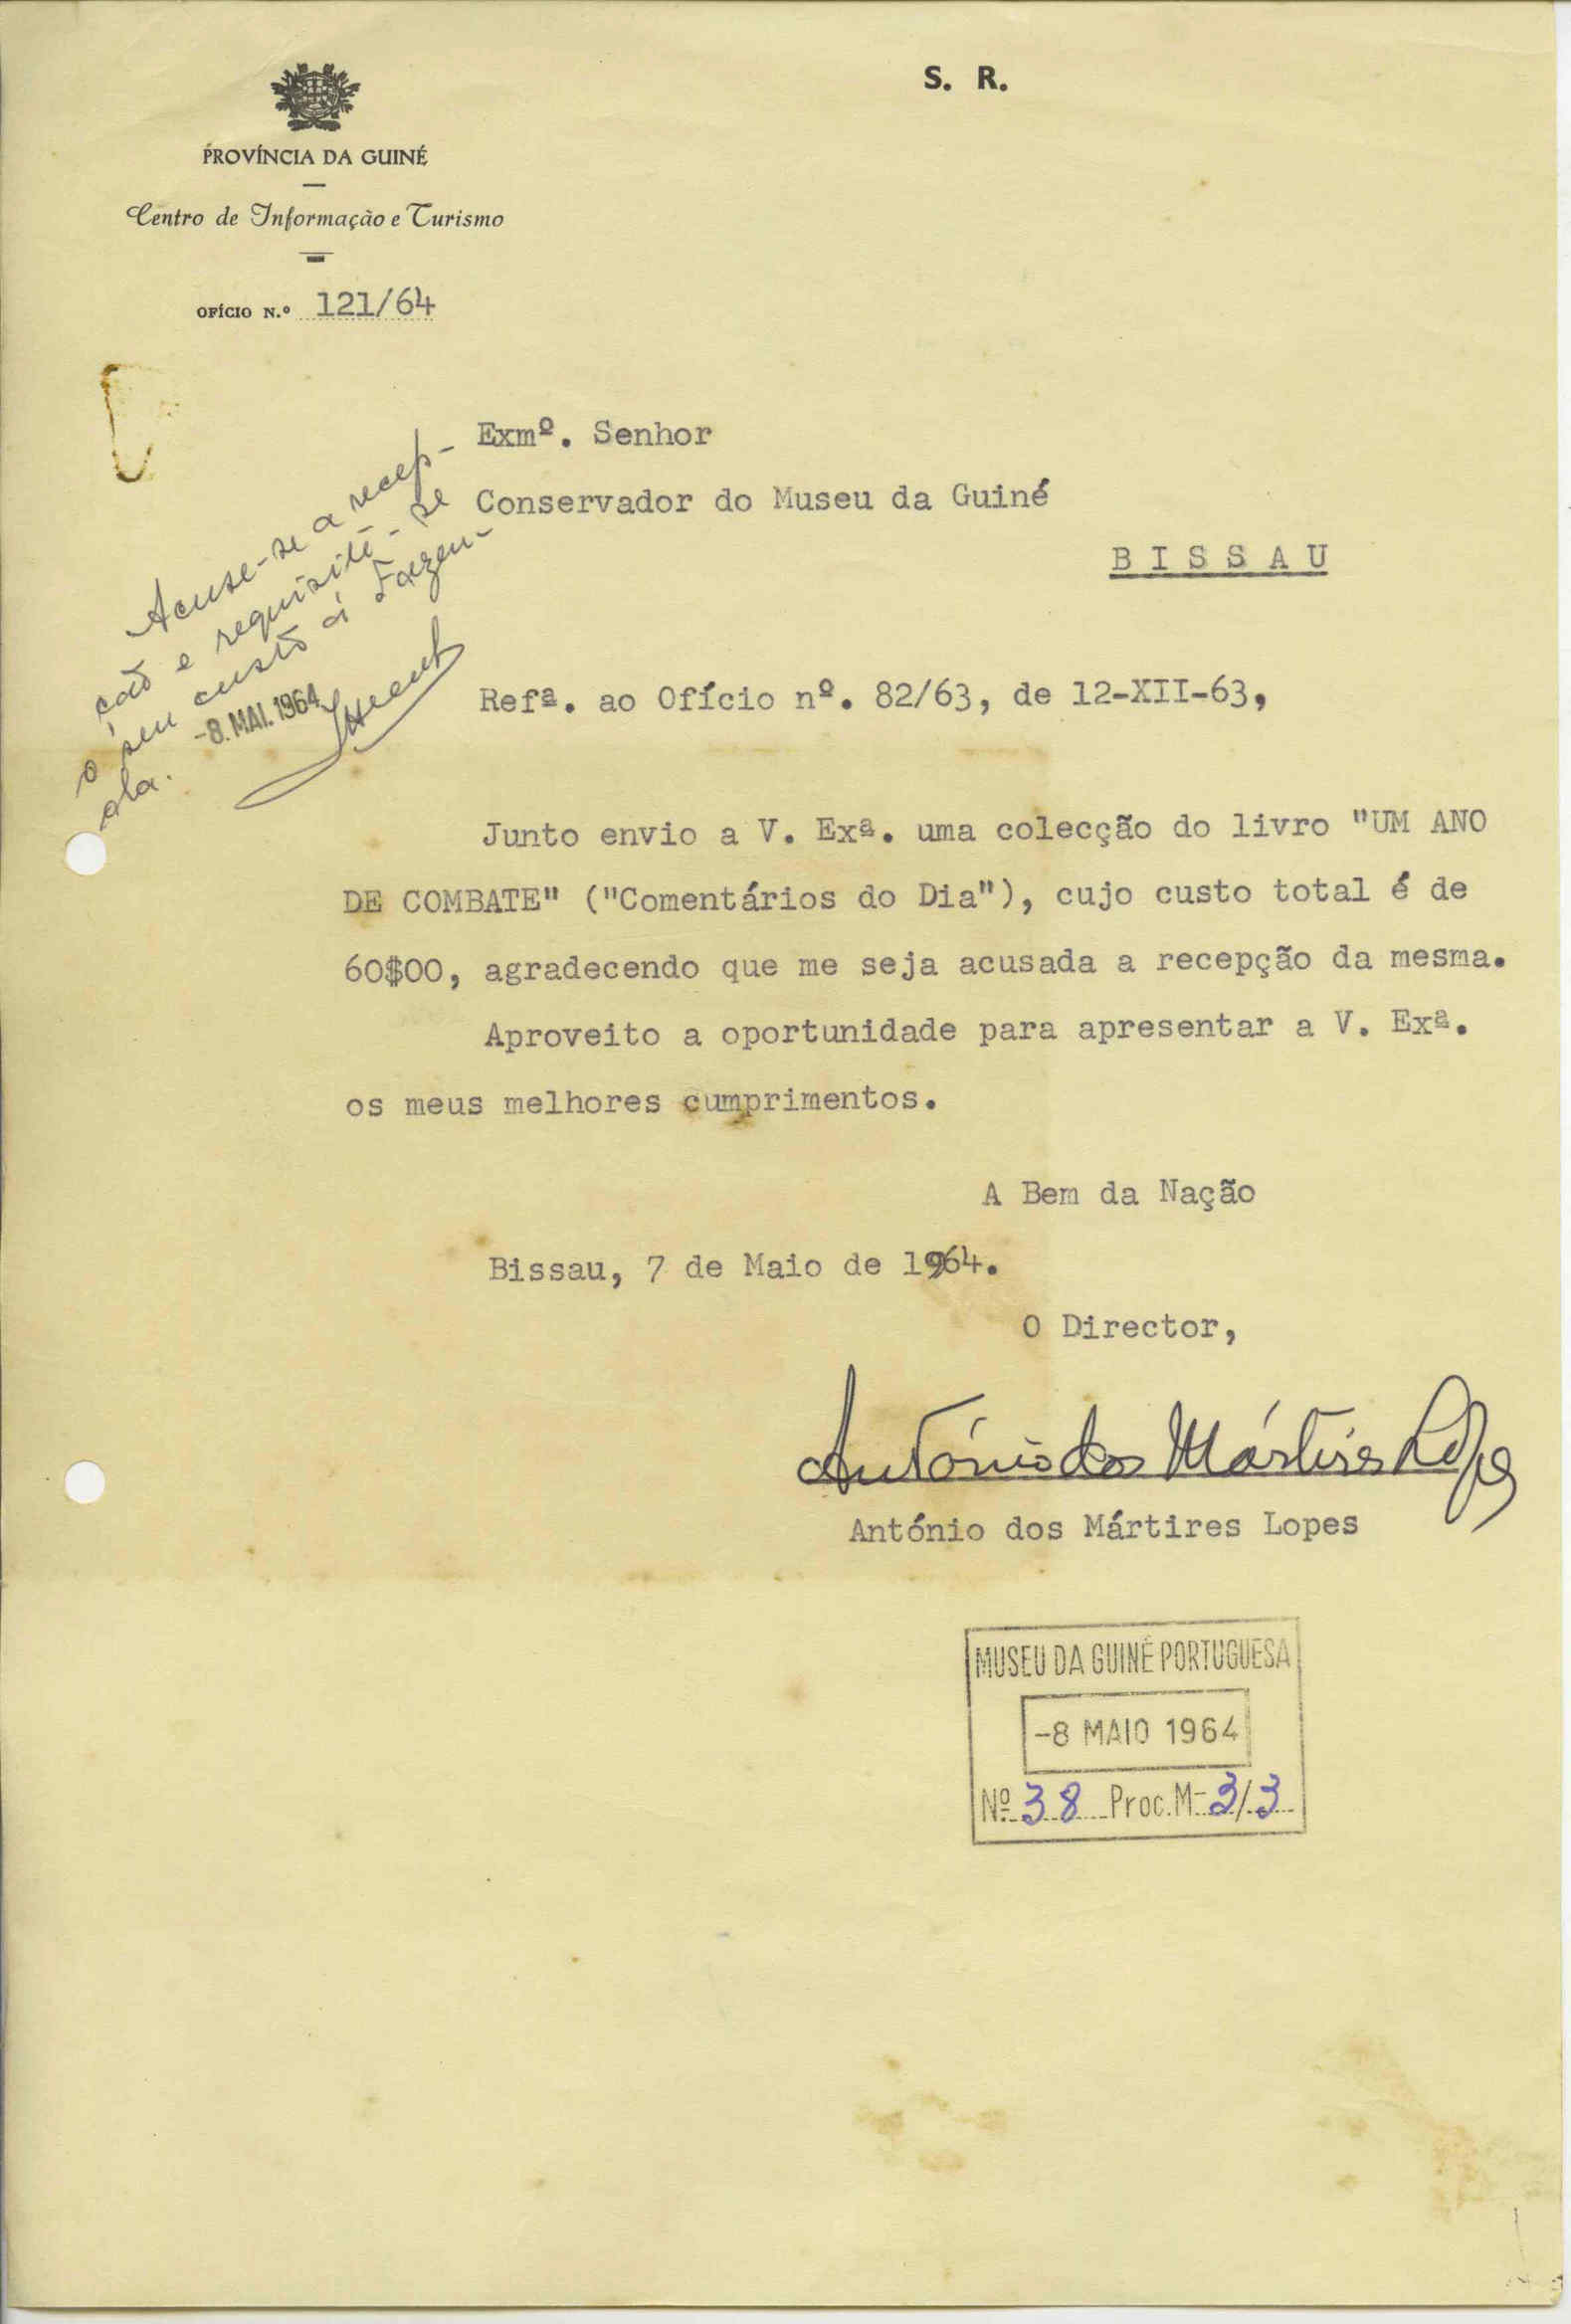 S. R.
PROVÍNCIA DA GUINÉ
Centro de Informação e Turismo
OFÍCIO N.º 121/64
Exmº. Senhor
Conservador do Museu da Guiné
B I S S A U
Acuse-se a recep-
ção e requisite-se
o seu custo à Fazen-
da.
-8. MAI. 1964
Refª. ao Ofício nº. 82/63, de 12-XII-63,
Junto envio a V. Exª. uma colecção do livro "UM ANO
DE COMBATE" ("Comentários do Dia"), cujo custo total é de
60$00, agradecendo que me seja acusada a recepção da mesma.
Aproveito a oportunidade para apresentar a V. Exª.
os meus melhores cumprimentos.
A Bem da Nação
Bissau, 7 de Maio de 1964.
O Director,
António dos Mártires Lopes
António dos Mártires Lopes
MUSEU DA GUINÉ PORTUGUESA
-8 MAIO 1964
Nº 38 Proc. M-3/3